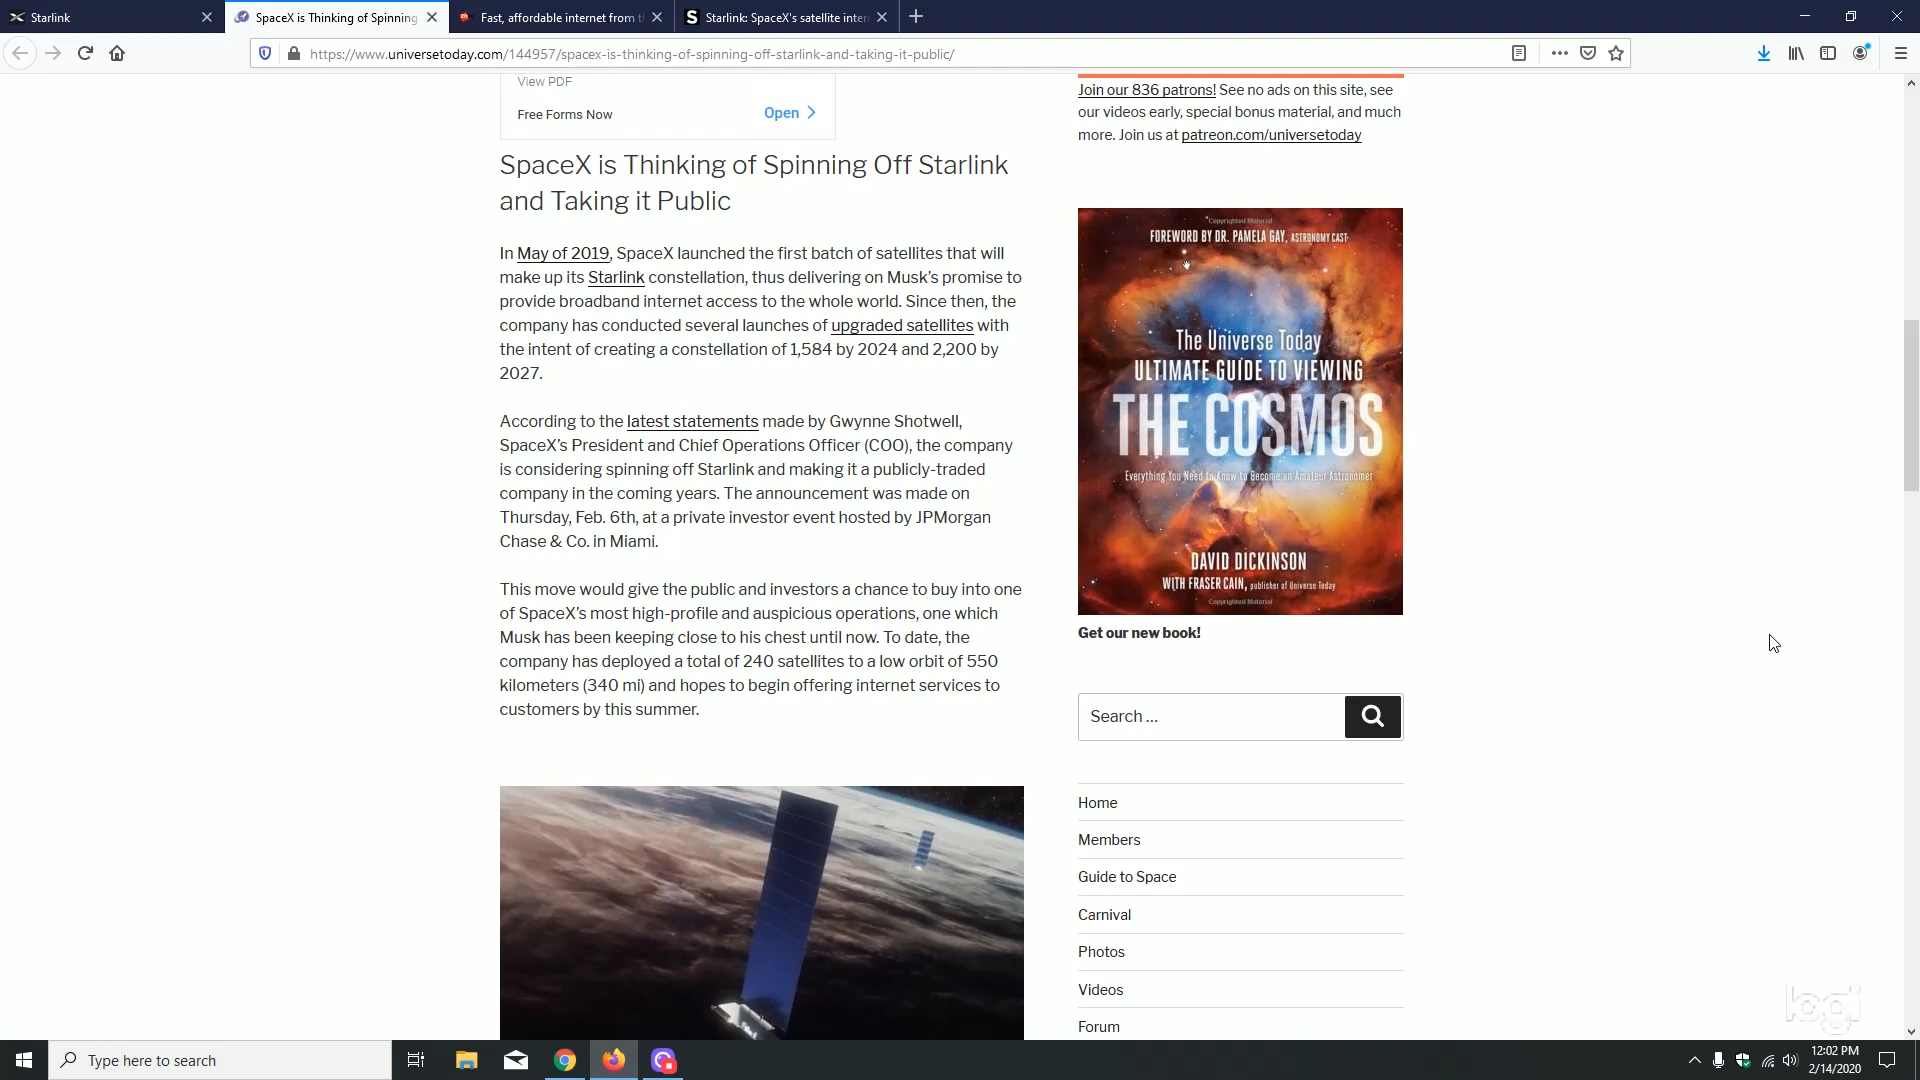 Starlink
SpaceX is Thinking of Spinning
Fast, affordable internet from t
Starlink: SpaceX's satellite inter
https://www.universetoday.com/144957/spacex-is-thinking-of-spinning-off-starlink-and-taking-it-public/
View PDF
Free Forms Now
Open
SpaceX is Thinking of Spinning Off Starlink
and Taking it Public
In May of 2019, SpaceX launched the first batch of satellites that will
make up its Starlink constellation, thus delivering on Musk's promise to
provide broadband internet access to the whole world. Since then, the
company has conducted several launches of upgraded satellites with
the intent of creating a constellation of 1,584 by 2024 and 2,200 by
2027.
According to the latest statements made by Gwynne Shotwell,
SpaceX's President and Chief Operations Officer (COO), the company
is considering spinning off Starlink and making it a publicly-traded
company in the coming years. The announcement was made on
Thursday, Feb. 6th, at a private investor event hosted by JPMorgan
Chase & Co. in Miami.
This move would give the public and investors a chance to buy into one
of SpaceX's most high-profile and auspicious operations, one which
Musk has been keeping close to his chest until now. To date, the
company has deployed a total of 240 satellites to a low orbit of 550
kilometers (340 mi) and hopes to begin offering internet services to
customers by this summer.
Join our 836 patrons! See no ads on this site, see
our videos early, special bonus material, and much
more. Join us at patreon.com/universetoday
Copyrighted Material
FOREWORD BY DR. PAMELA GAY, ASTRONOMY CAST
The Universe Today
ULTIMATE GUIDE TO VIEWING
THE COSMOS
Everything You Need to Know to Become an Amateur Astronomer
DAVID DICKINSON
WITH FRASER CAIN, publisher of Universe Today
Copyrighted Material
Get our new book!
Search …
Home
Members
Guide to Space
Carnival
Photos
Videos
Forum
logi
Type here to search
12:02 PM
2/14/2020